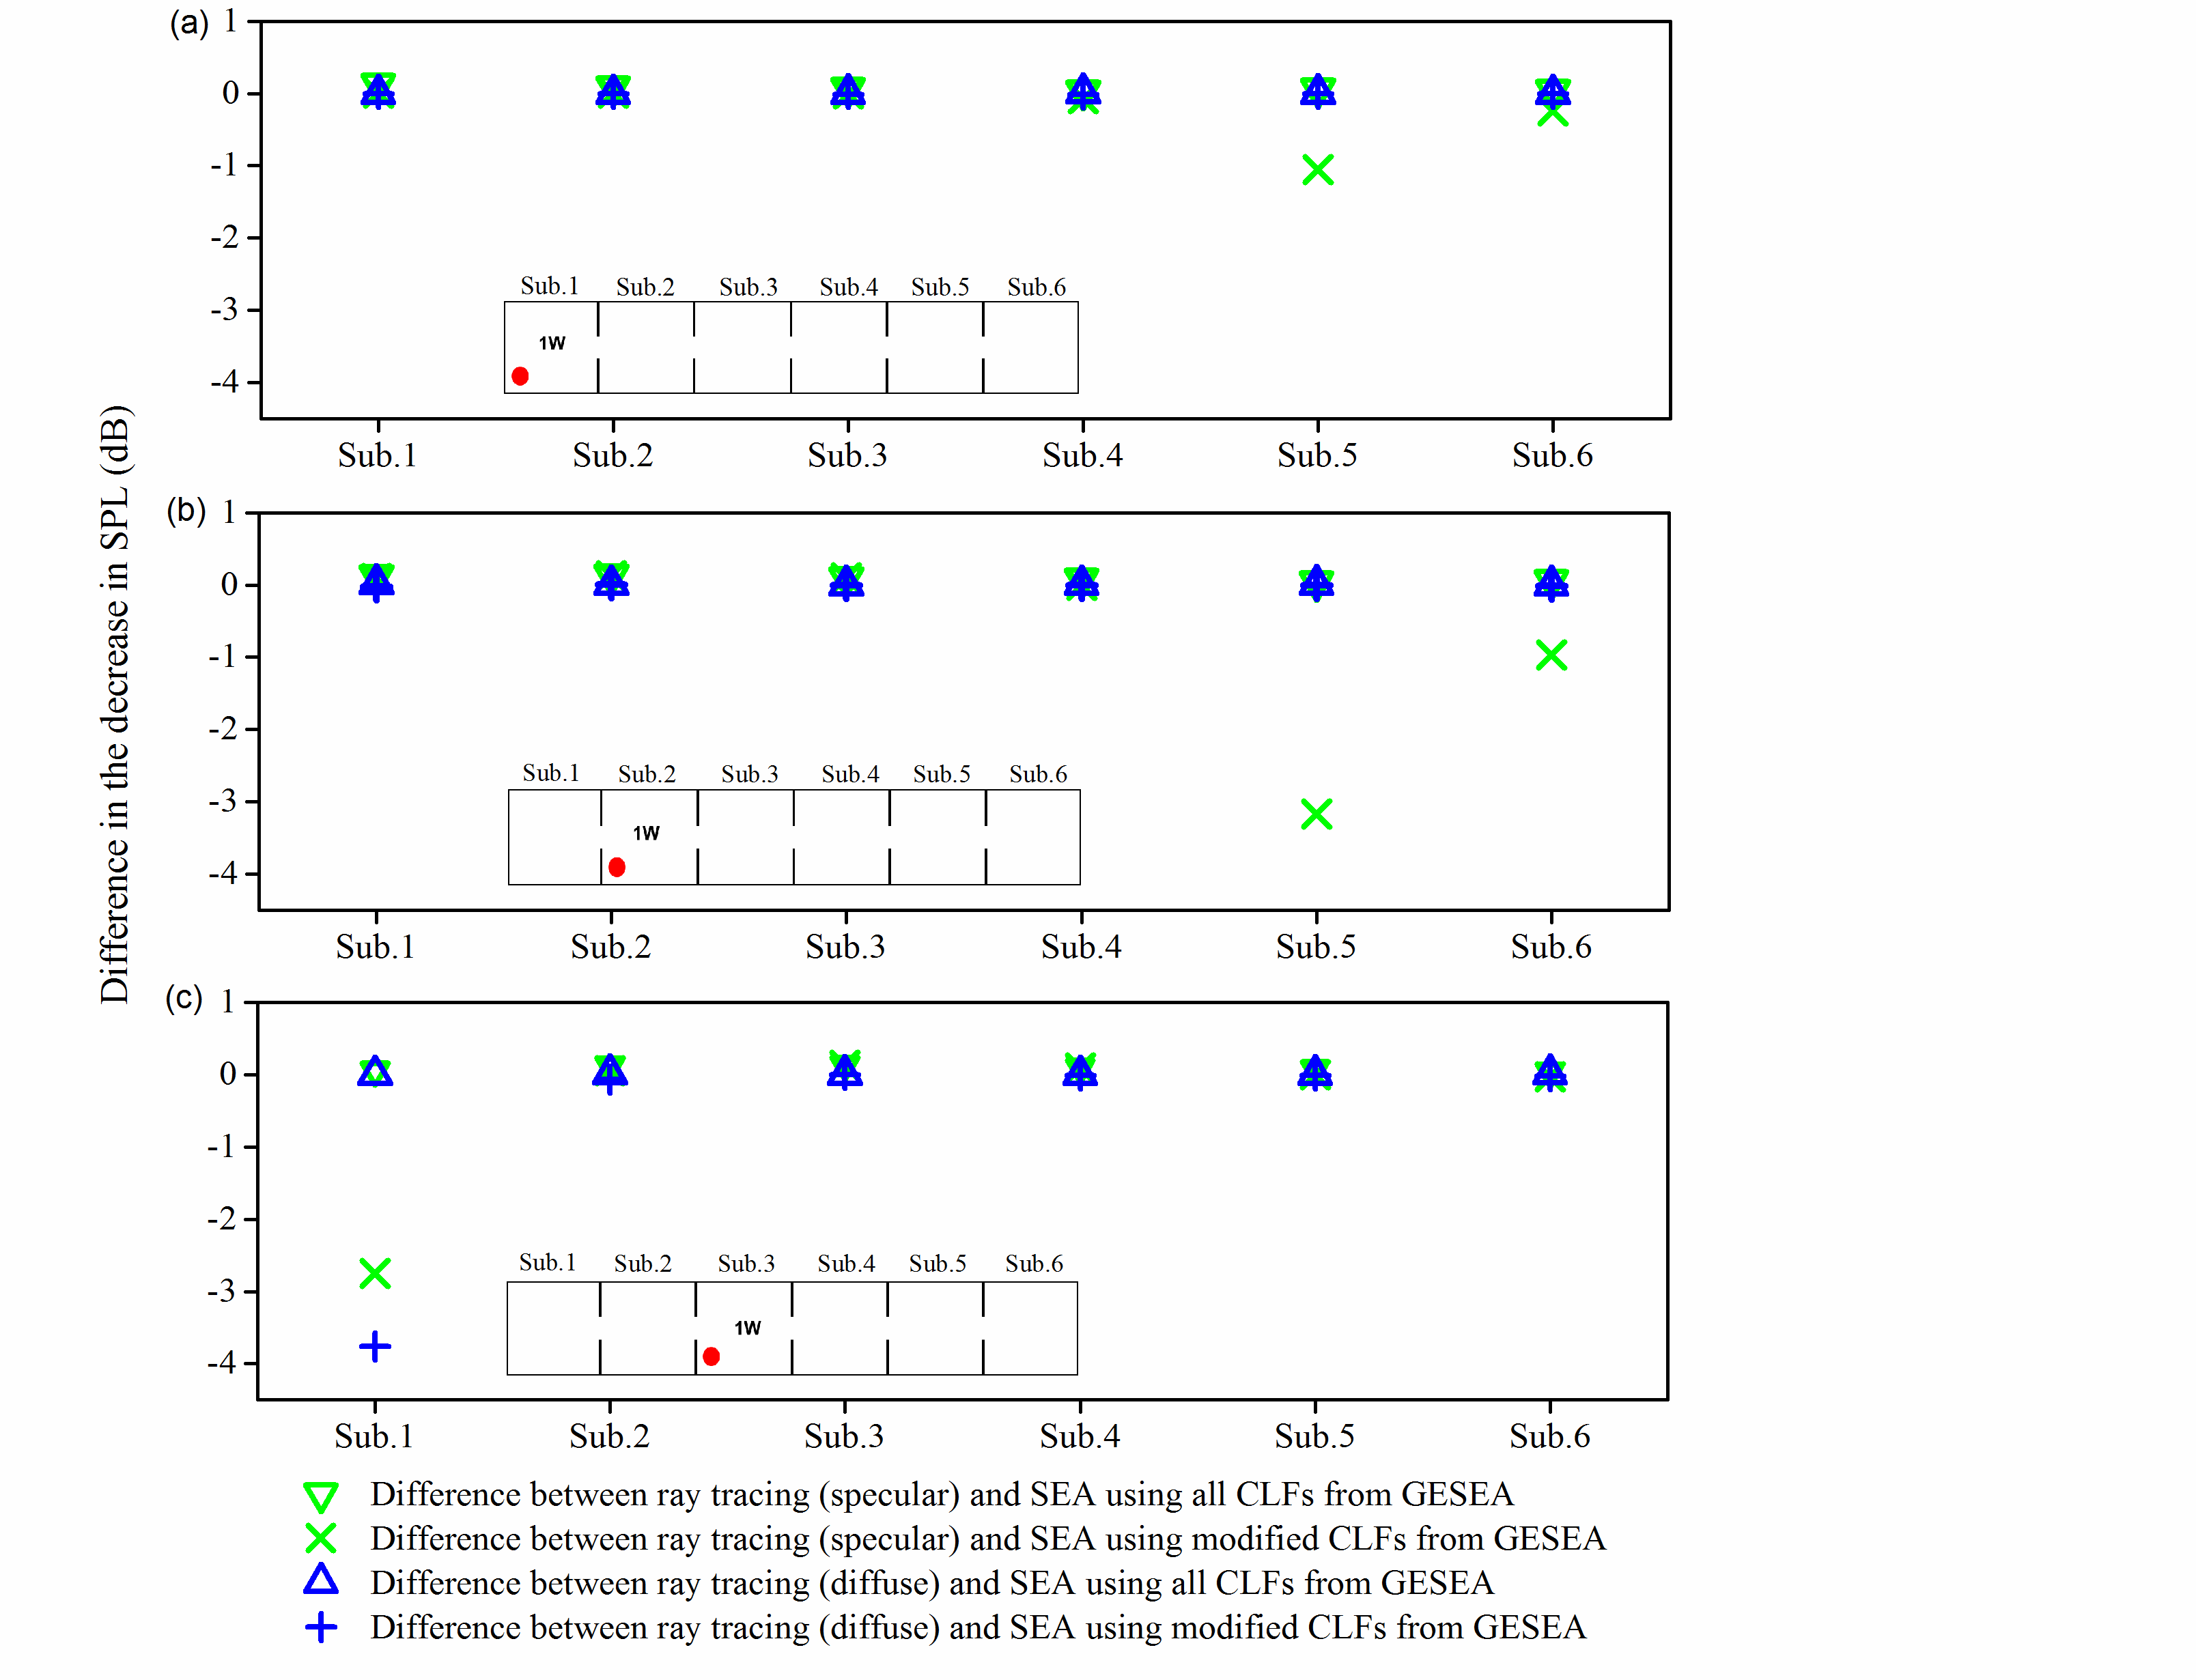 Difference in the decrease in SPL (dB)
(a)
1
0
-1
-2
-3
-4
Sub.1 Sub.2 Sub.3 Sub.4 Sub.5 Sub.6
1W
Sub.1 Sub.2 Sub.3 Sub.4 Sub.5 Sub.6
(b)
1
0
-1
-2
-3
-4
Sub.1 Sub.2 Sub.3 Sub.4 Sub.5 Sub.6
1W
Sub.1 Sub.2 Sub.3 Sub.4 Sub.5 Sub.6
(c)
1
0
-1
-2
-3
-4
Sub.1 Sub.2 Sub.3 Sub.4 Sub.5 Sub.6
1W
Sub.1 Sub.2 Sub.3 Sub.4 Sub.5 Sub.6
Difference between ray tracing (specular) and SEA using all CLFs from GESEA
Difference between ray tracing (specular) and SEA using modified CLFs from GESEA
Difference between ray tracing (diffuse) and SEA using all CLFs from GESEA
Difference between ray tracing (diffuse) and SEA using modified CLFs from GESEA